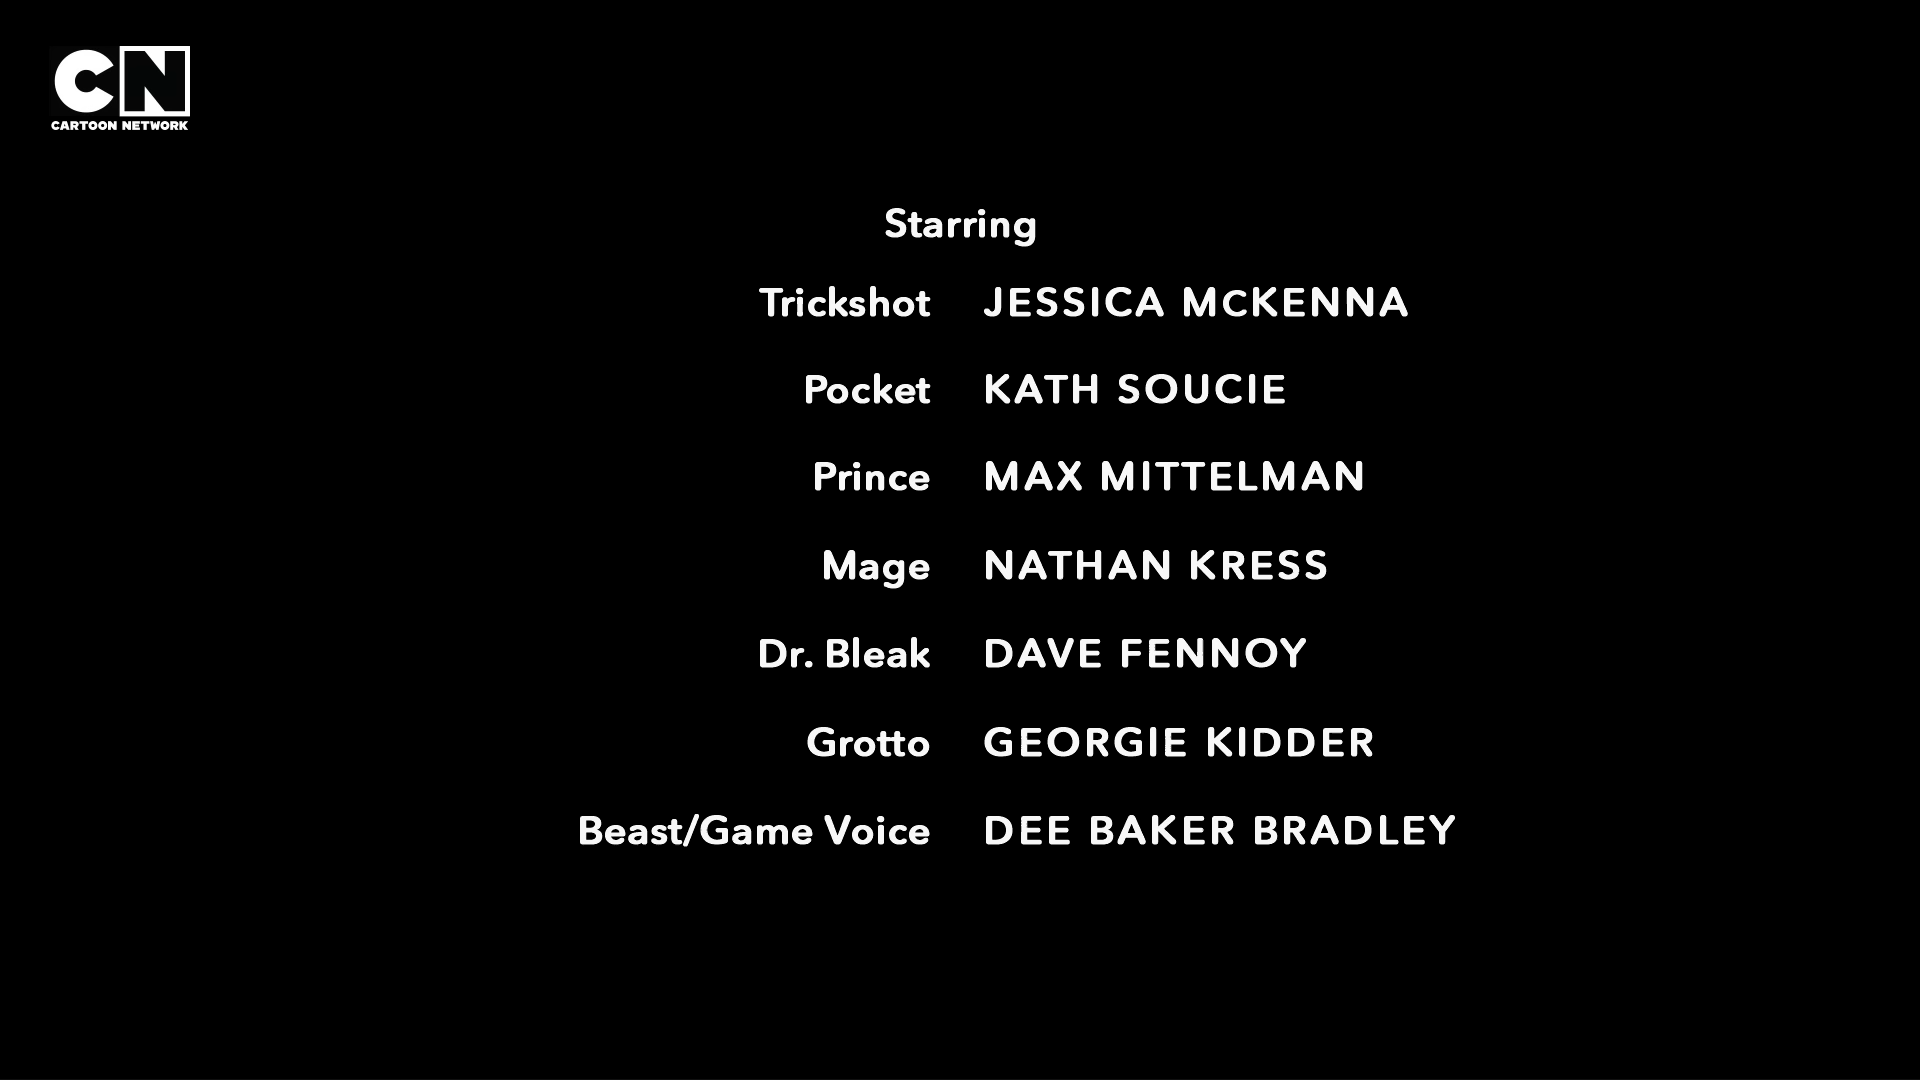 CN
CARTOON NETWORK
Starring
Trickshot JESSICA McKENNA
Pocket KATH SOUCIE
Prince MAX MITTELMAN
Mage NATHAN KRESS
Dr. Bleak DAVE FENNOY
Grotto GEORGIE KIDDER
Beast/Game Voice DEE BAKER BRADLEY